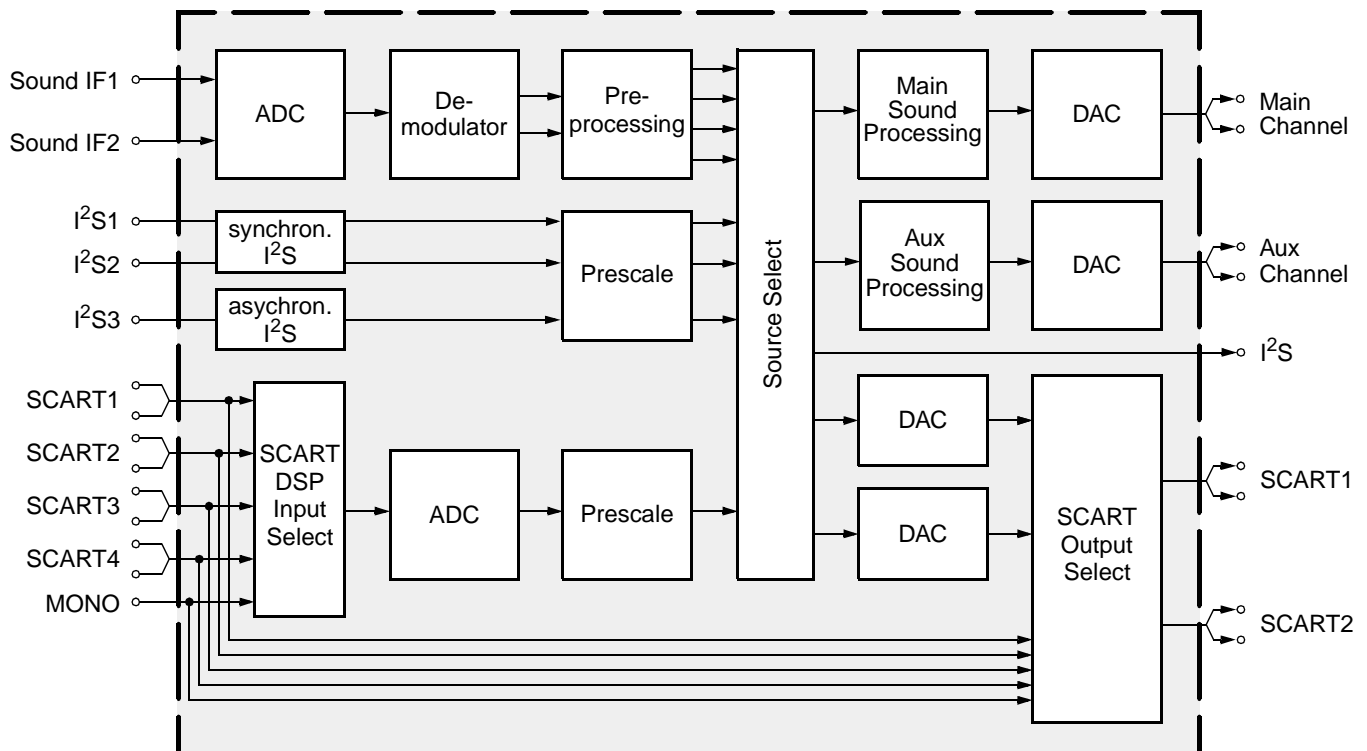 Sound IF1
Sound IF2
ADC
De-
modulator
Pre-
processing
Main
Sound
Processing
DAC
Main
Channel
I²S1
I²S2
synchron.
I²S
I²S3
asychron.
I²S
Prescale
Source Select
Aux
Sound
Processing
DAC
Aux
Channel
I²S
SCART1
SCART2
SCART3
SCART4
MONO
SCART
DSP
Input
Select
ADC
Prescale
DAC
DAC
SCART
Output
Select
SCART1
SCART2